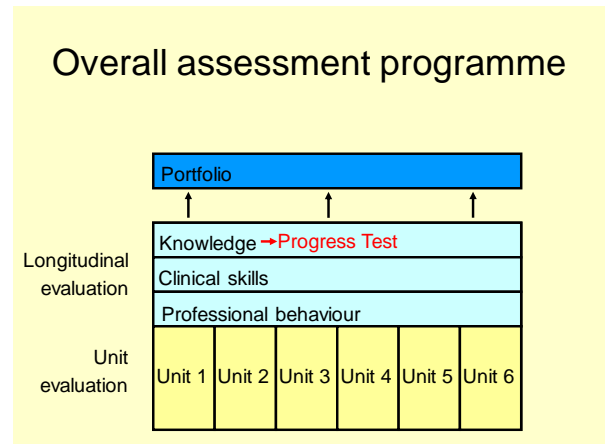 Overall assessment programme
Portfolio
Knowledge → Progress Test
Longitudinal
evaluation
Clinical skills
Professional behaviour
Unit
evaluation
Unit 1 Unit 2 Unit 3 Unit 4 Unit 5 Unit 6